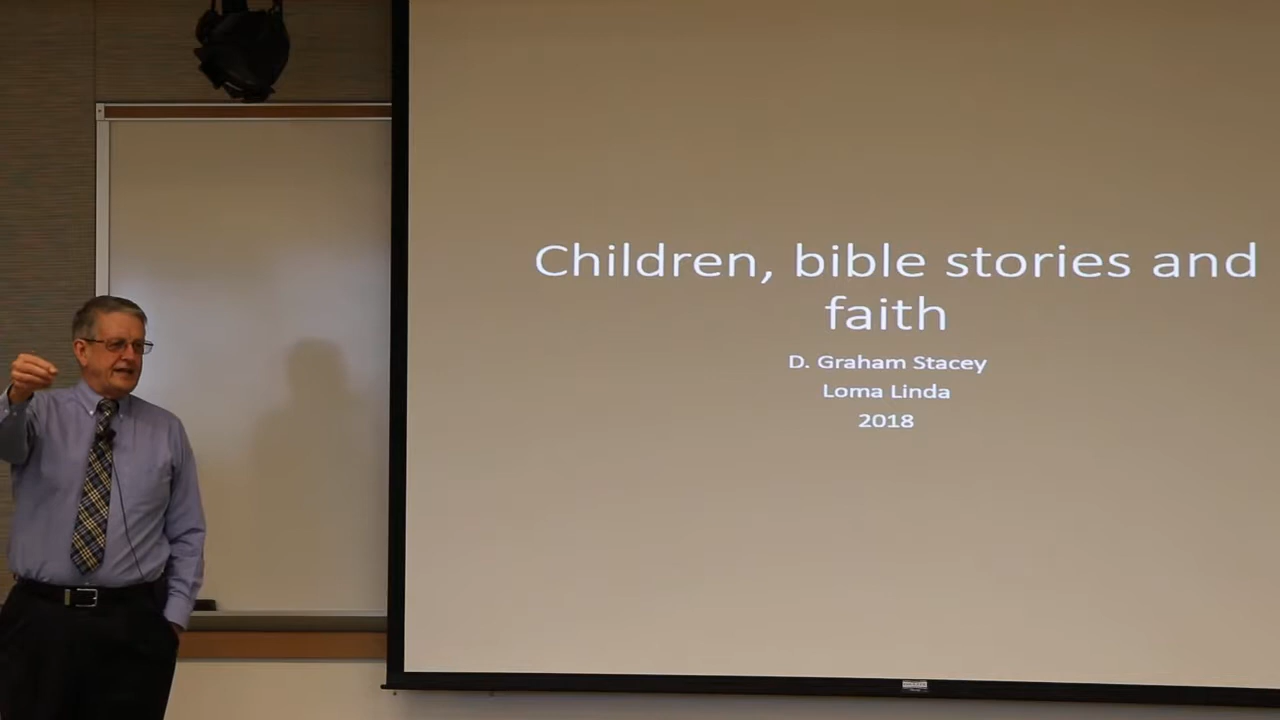 Children, bible stories and
faith
D. Graham Stacey
Loma Linda
2018